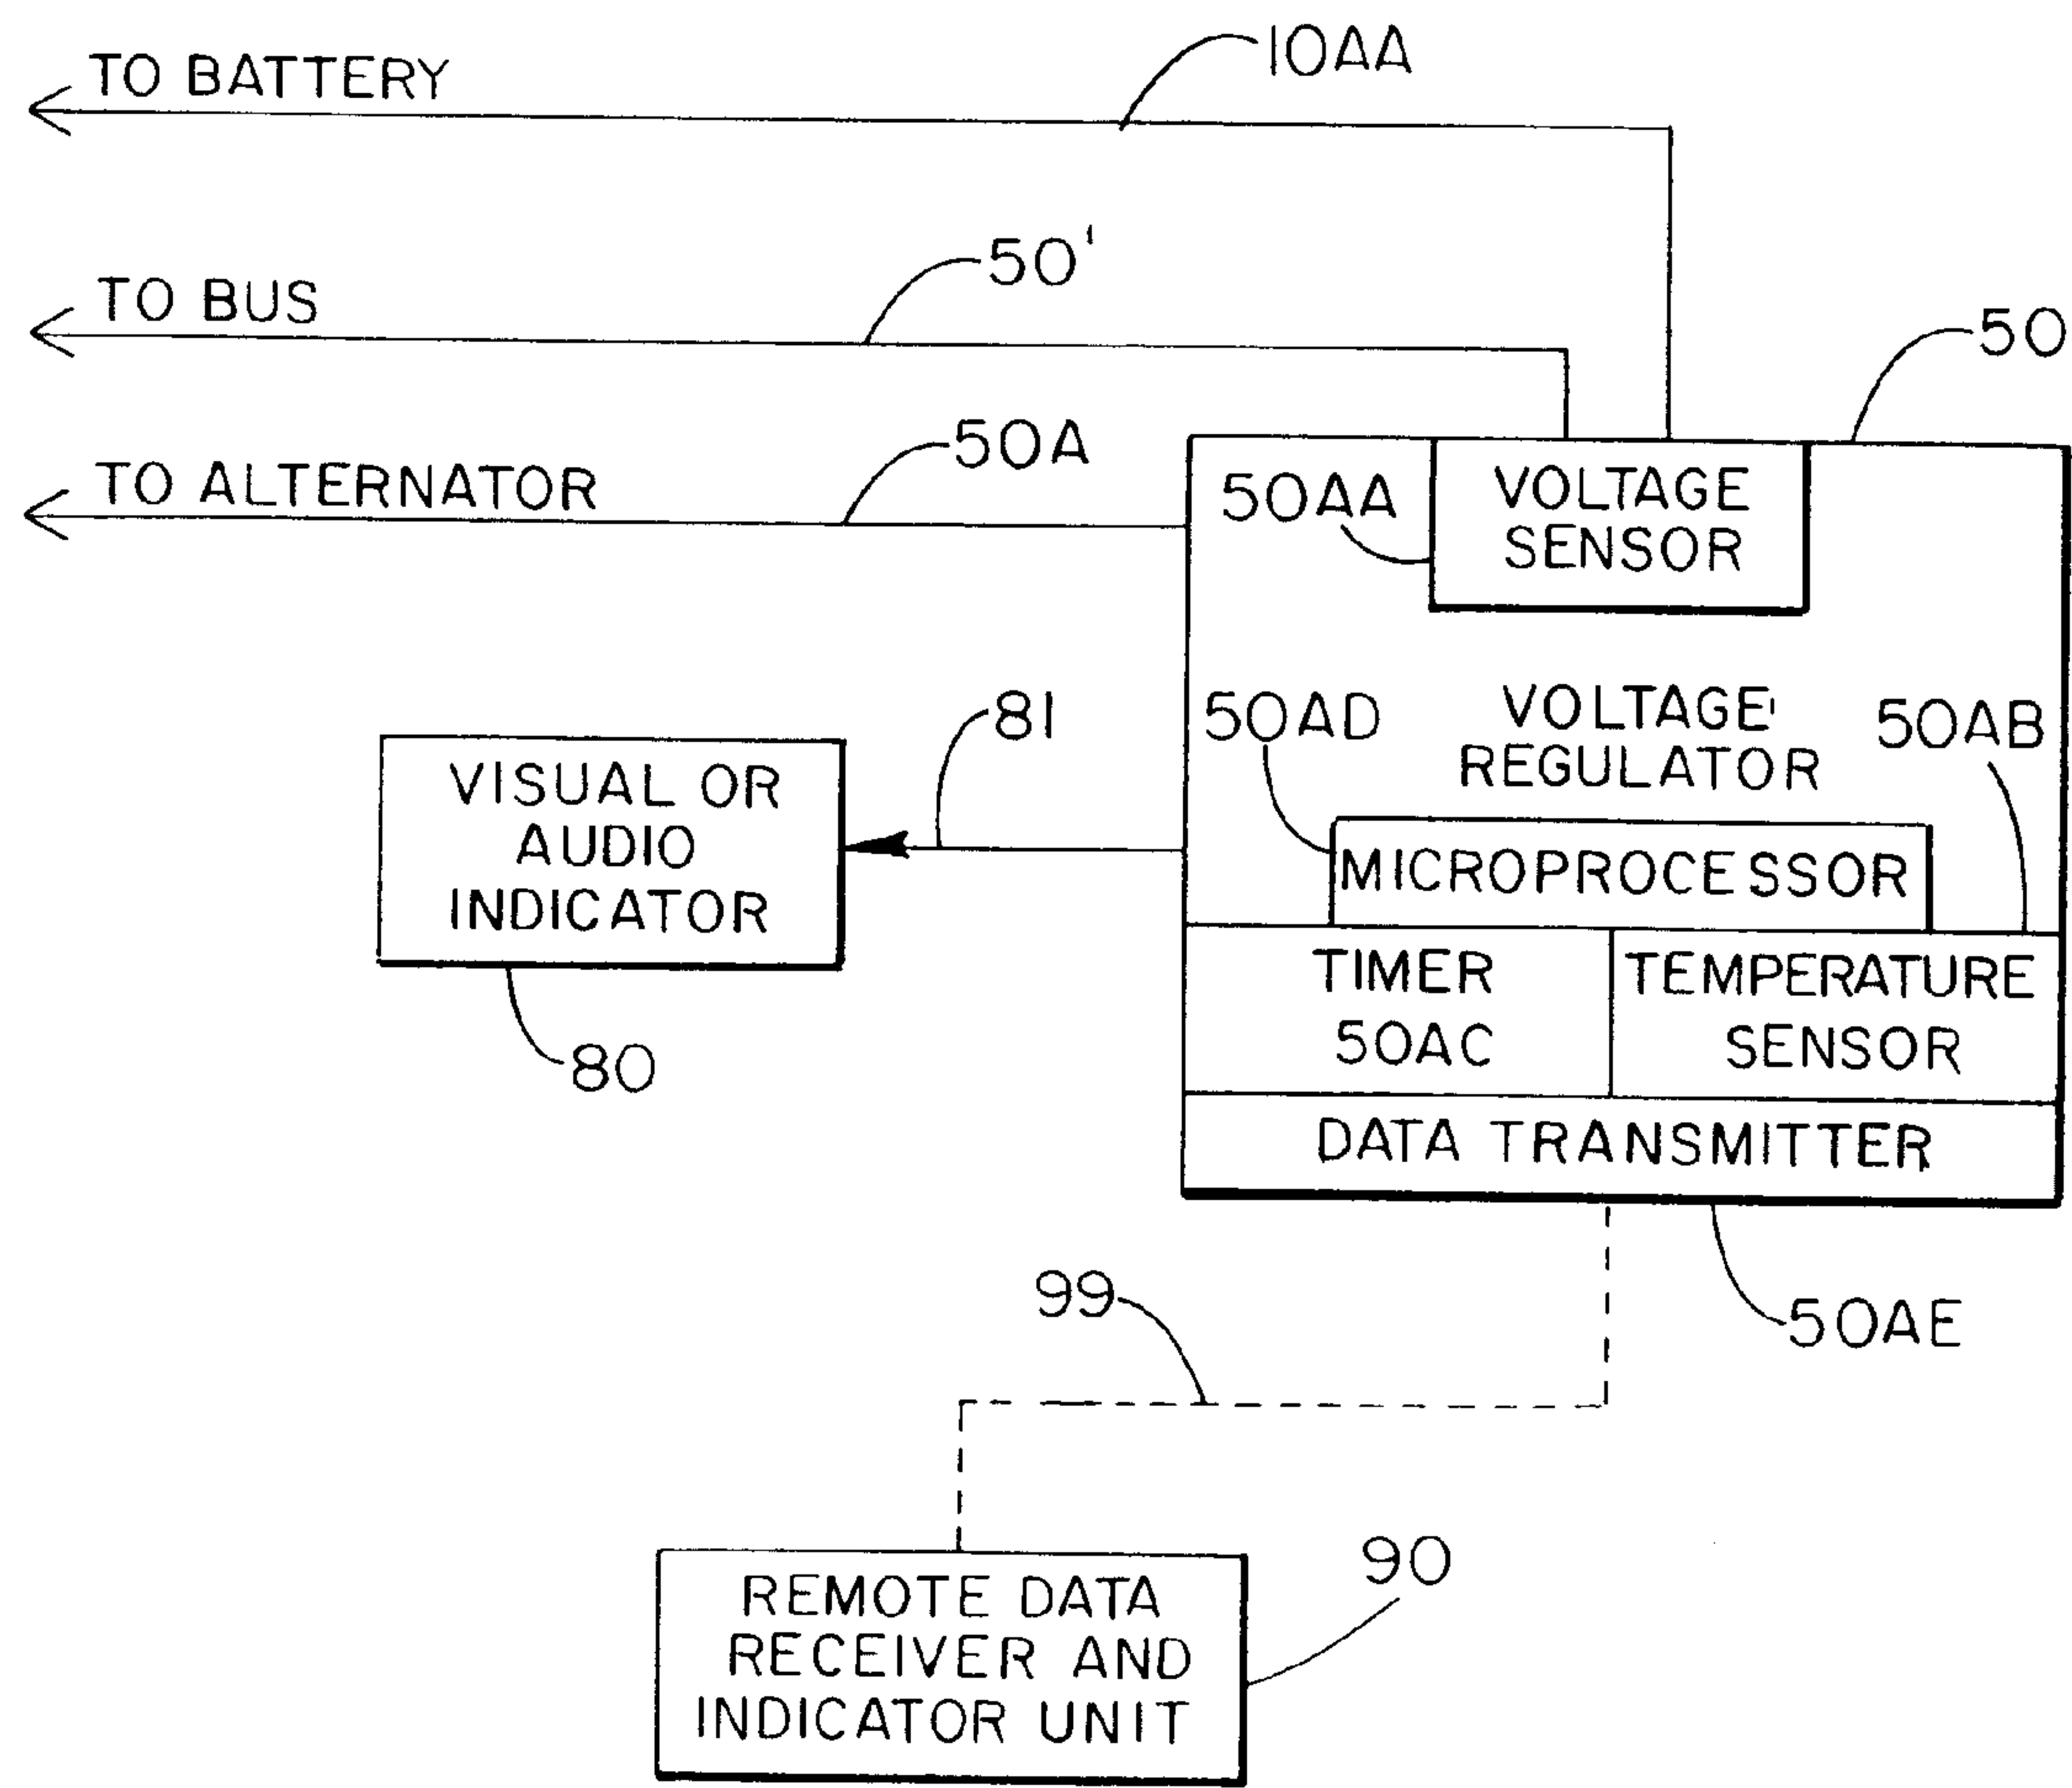 10AA
TO BATTERY
50'
TO BUS
50
50A
TO ALTERNATOR
50AA
VOLTAGE
SENSOR
81
50AD
VOLTAGE
REGULATOR
50AB
VISUAL OR
AUDIO
INDICATOR
MICROPROCESSOR
TIMER
50AC
TEMPERATURE
SENSOR
80
DATA TRANSMITTER
99
50AE
90
REMOTE DATA
RECEIVER AND
INDICATOR UNIT